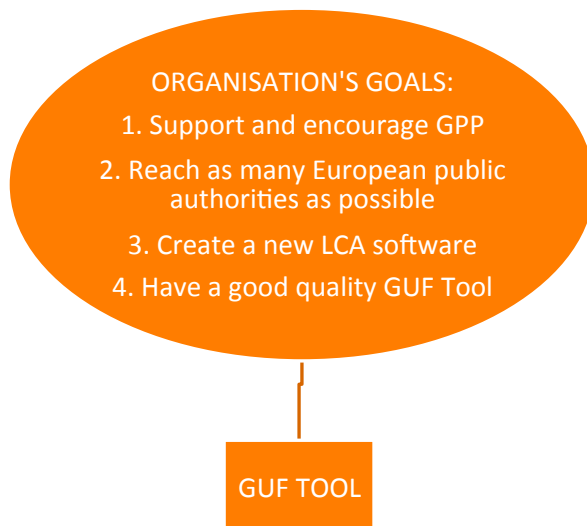 ORGANISATION'S GOALS:
1. Support and encourage GPP
2. Reach as many European public
authorities as possible
3. Create a new LCA software
4. Have a good quality GUF Tool
GUF TOOL